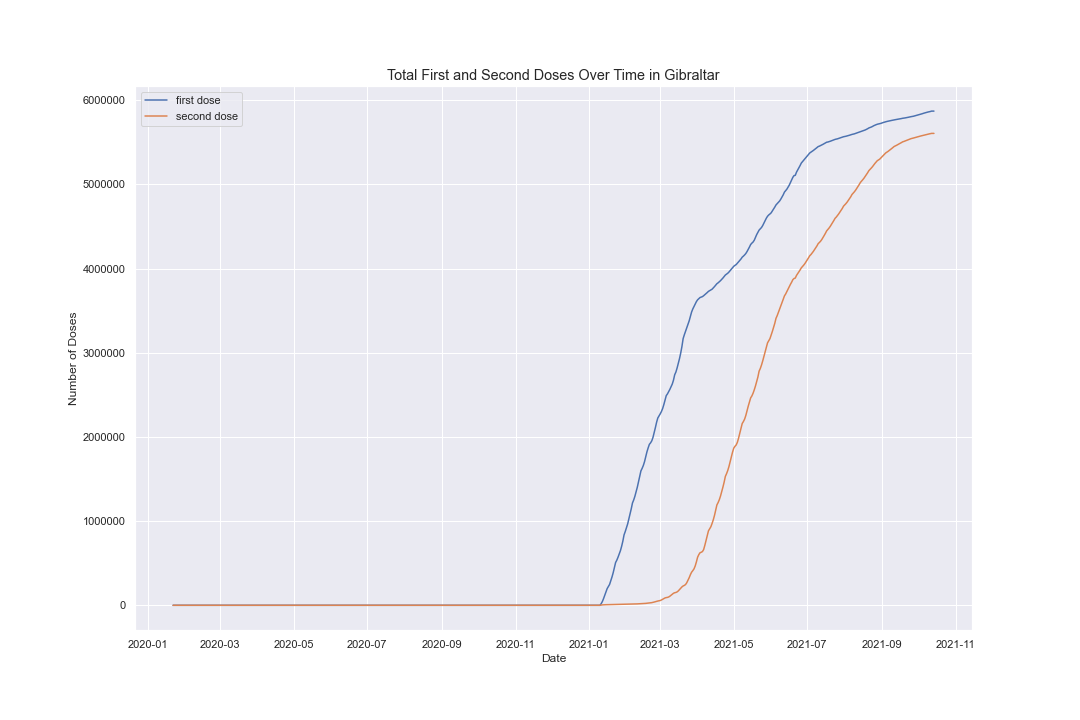 Total First and Second Doses Over Time in Gibraltar
first dose
second dose
6000000
5000000
4000000
3000000
2000000
1000000
0
Number of Doses
2020-01 2020-03 2020-05 2020-07 2020-09 2020-11 2021-01 2021-03 2021-05 2021-07 2021-09 2021-11
Date